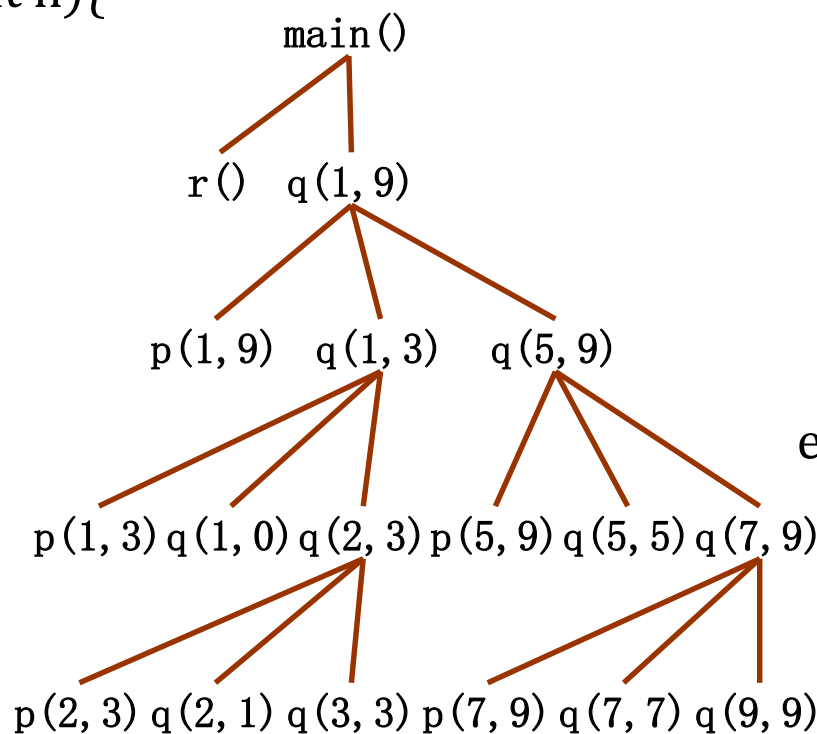 main()
r() q(1,9)
p(1,9) q(1,3) q(5,9)
e
p(1,3) q(1,0) q(2,3) p(5,9) q(5,5) q(7,9)
p(2,3) q(2,1) q(3,3) p(7,9) q(7,7) q(9,9)